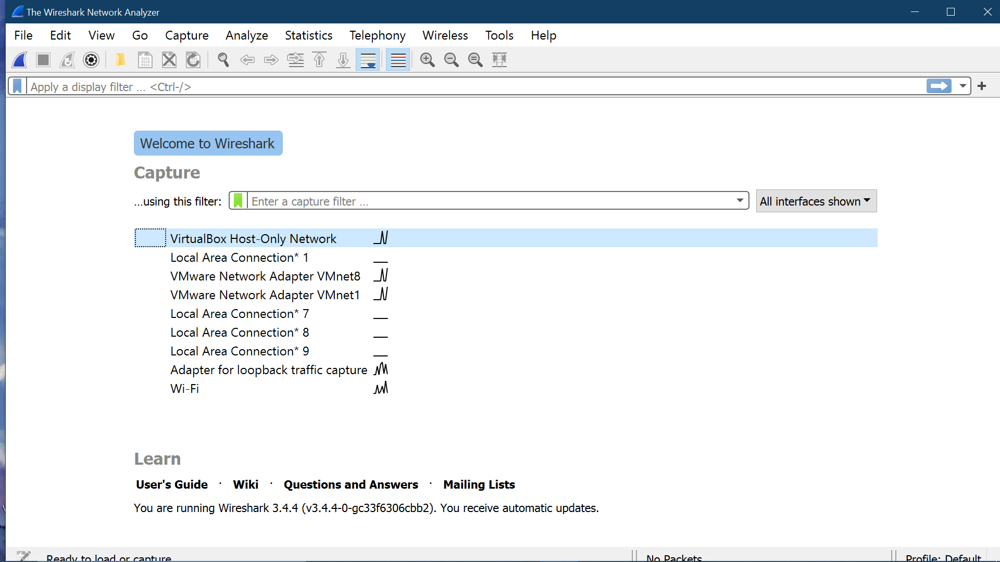 The Wireshark Network Analyzer
File Edit View Go Capture Analyze Statistics Telephony Wireless Tools Help
Apply a display filter ... <Ctrl-/>
+
Welcome to Wireshark
Capture
...using this filter: Enter a capture filter ... All interfaces shown
VirtualBox Host-Only Network
Local Area Connection* 1
VMware Network Adapter VMnet8
VMware Network Adapter VMnet1
Local Area Connection* 7
Local Area Connection* 8
Local Area Connection* 9
Adapter for loopback traffic capture
Wi-Fi
Learn
User's Guide · Wiki · Questions and Answers · Mailing Lists
You are running Wireshark 3.4.4 (v3.4.4-0-gc33f6306cbb2). You receive automatic updates.
Ready to load or capture No Packets Profile: Default